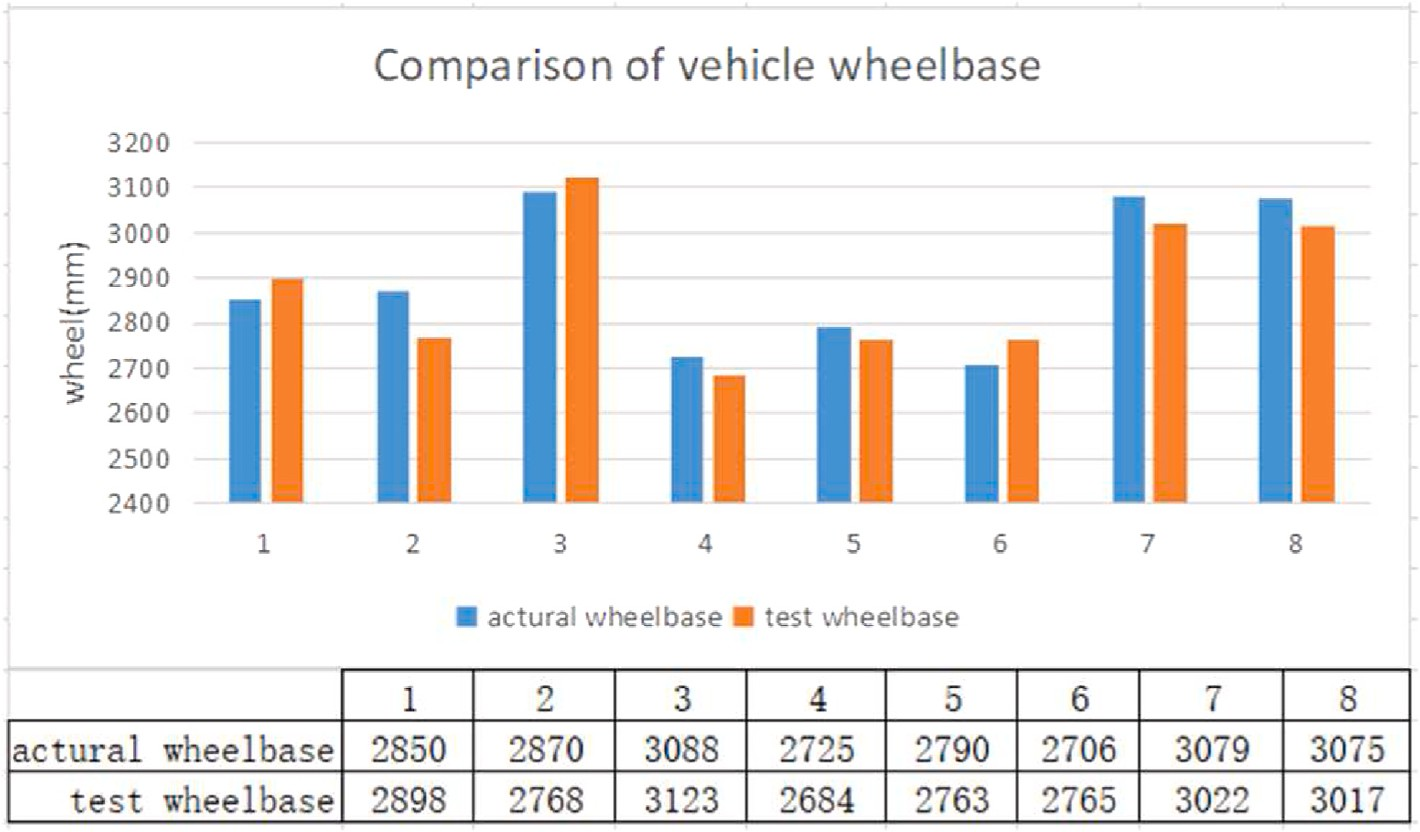 Comparison of vehicle wheelbase
3200
3100
3000
2900
2800
2700
2600
2500
2400
wheel(mm)
1 2 3 4 5 6 7 8
actural wheelbase test wheelbase
1 2 3 4 5 6 7 8
actural wheelbase 2850 2870 3088 2725 2790 2706 3079 3075
test wheelbase 2898 2768 3123 2684 2763 2765 3022 3017